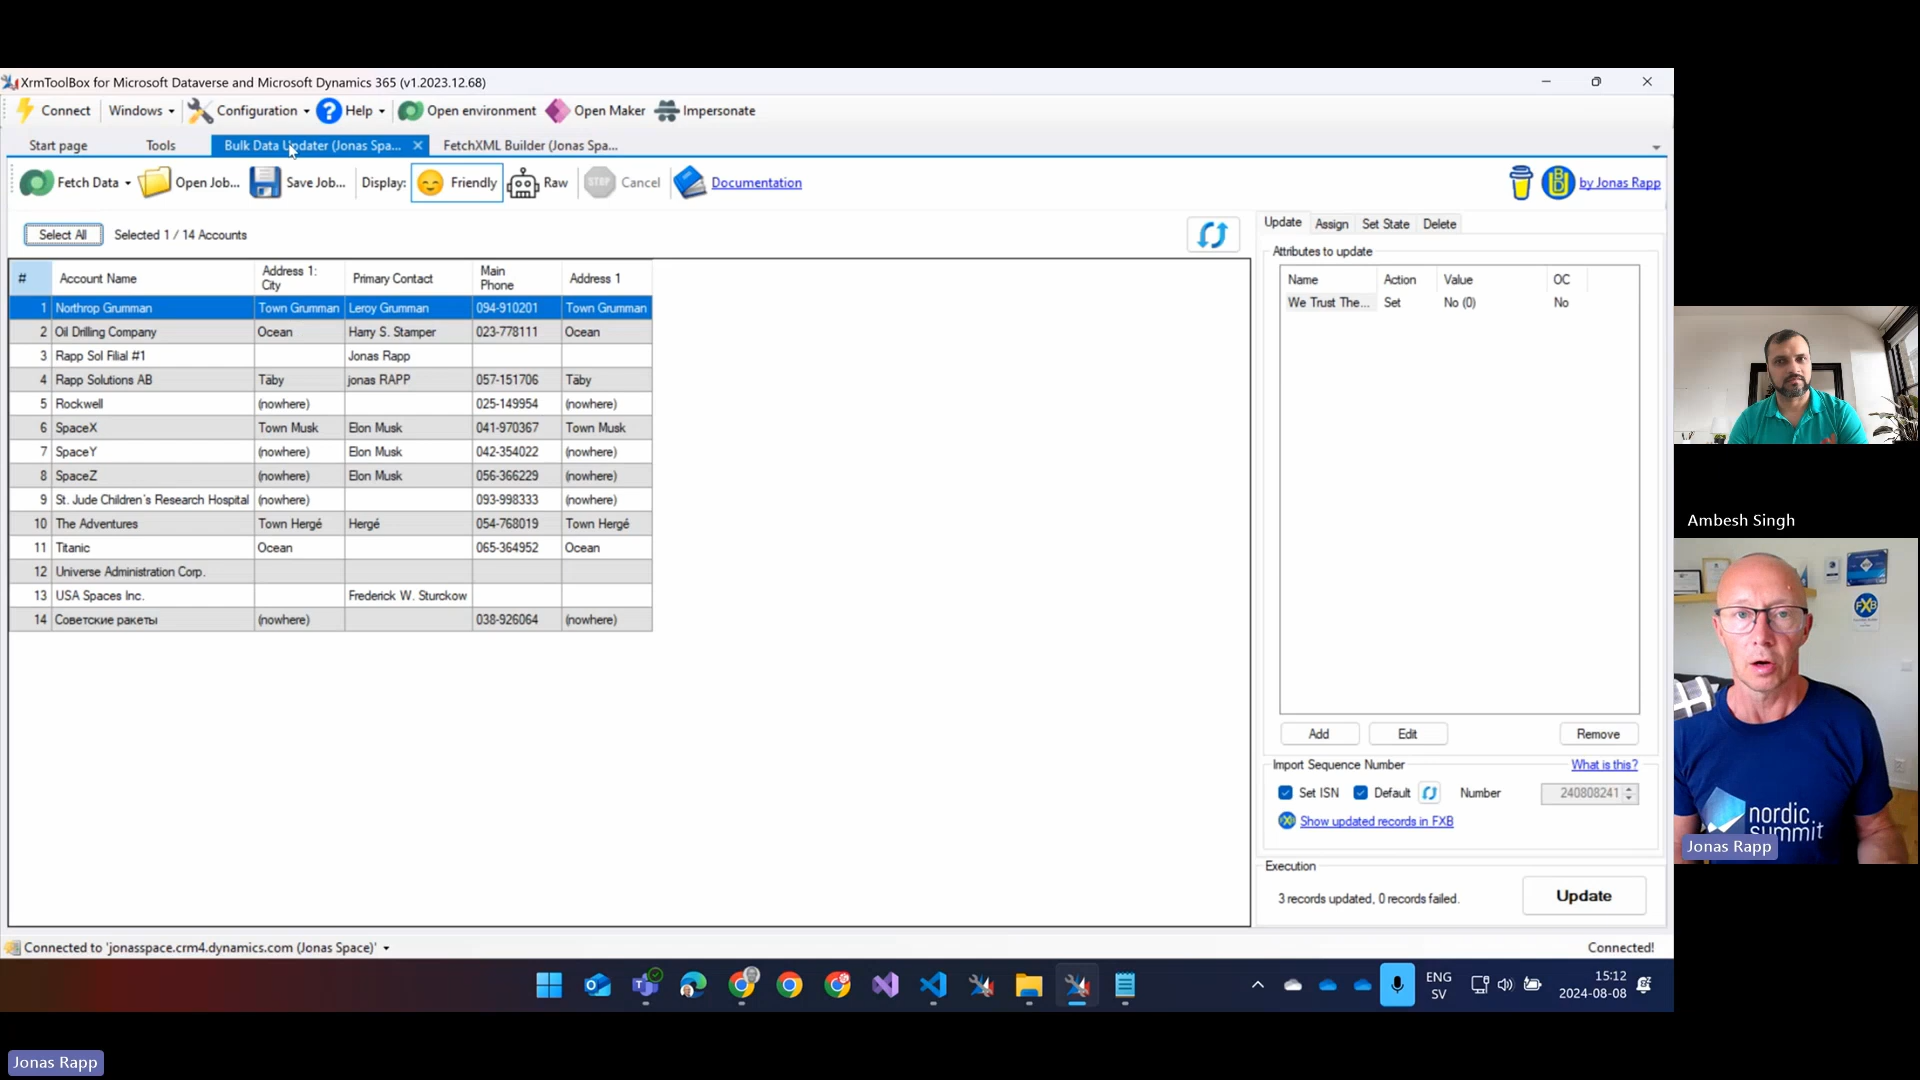 XrmToolBox for Microsoft Dataverse and Microsoft Dynamics 365 (v1.2023.12.68)
Connect Windows Configuration Help Open environment Open Maker Impersonate
Start page Tools Bulk Data Updater (Jonas Spa... FetchXML Builder (Jonas Spa...
Fetch Data Open Job... Save Job... Display: Friendly Raw STOP Cancel Documentation by Jonas Rapp
Select All Selected 1 / 14 Accounts
# Account Name Address 1: City Primary Contact Main Phone Address 1
1 Northrop Grumman Town Grumman Leroy Grumman 094-910201 Town Grumman
2 Oil Drilling Company Ocean Harry S. Stamper 023-778111 Ocean
3 Rapp Sol Filial #1 Jonas Rapp
4 Rapp Solutions AB Täby jonas RAPP 057-151706 Täby
5 Rockwell (nowhere) 025-149954 (nowhere)
6 SpaceX Town Musk Elon Musk 041-970367 Town Musk
7 SpaceY (nowhere) Elon Musk 042-354022 (nowhere)
8 SpaceZ (nowhere) Elon Musk 056-366229 (nowhere)
9 St. Jude Children´s Research Hospital (nowhere) 093-998333 (nowhere)
10 The Adventures Town Hergé Hergé 054-768019 Town Hergé
11 Titanic Ocean 065-364952 Ocean
12 Universe Administration Corp.
13 USA Spaces Inc. Frederick W. Sturckow
14 Советские ракеты (nowhere) 038-926064 (nowhere)
Update Assign Set State Delete
Attributes to update
Name Action Value OC
We Trust The... Set No (0) No
Add Edit Remove
Import Sequence Number What is this?
Set ISN Default Number 240808241
Show updated records in FXB
Execution
3 records updated, 0 records failed. Update
Connected to 'jonasspace.crm4.dynamics.com (Jonas Space)' Connected!
ENG
SV
15:12
2024-08-08
Ambesh Singh
FXB
nordic
summit
Jonas Rapp
Jonas Rapp